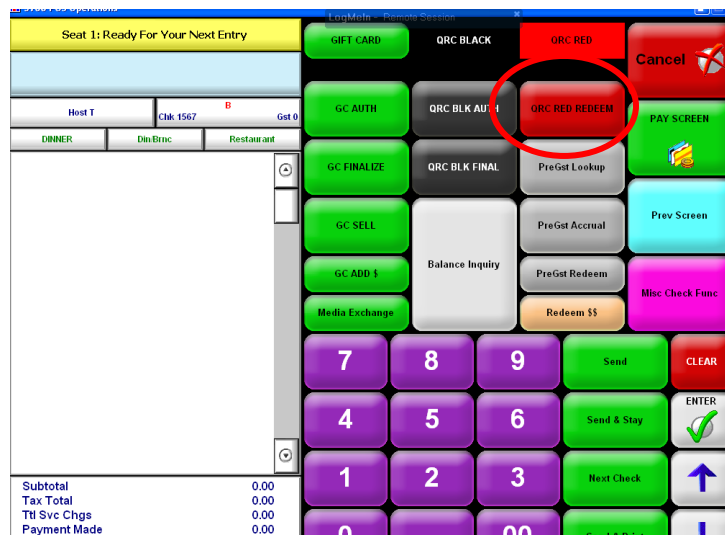 LogMeIn - Remote Session
Seat 1: Ready For Your Next Entry
Host T
Chk 1567
B
Gst 0
DINNER
Din/Brnc
Restaurant
Subtotal 0.00
Tax Total 0.00
Ttl Svc Chgs 0.00
Payment Made 0.00
GIFT CARD
QRC BLACK
QRC RED
Cancel
GC AUTH
QRC BLK AUTH
QRC RED REDEEM
PAY SCREEN
GC FINALIZE
QRC BLK FINAL
PreGst Lookup
GC SELL
Balance Inquiry
PreGst Accrual
Prev Screen
GC ADD $
PreGst Redeem
Misc Check Func
Media Exchange
Redeem $$
7
8
9
Send
CLEAR
4
5
6
Send & Stay
ENTER
1
2
3
Next Check